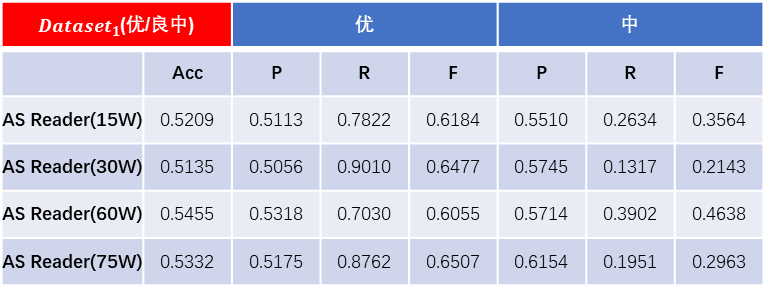 Dataset₁(优/良中) 优 中
Acc P R F P R F
AS Reader(15W) 0.5209 0.5113 0.7822 0.6184 0.5510 0.2634 0.3564
AS Reader(30W) 0.5135 0.5056 0.9010 0.6477 0.5745 0.1317 0.2143
AS Reader(60W) 0.5455 0.5318 0.7030 0.6055 0.5714 0.3902 0.4638
AS Reader(75W) 0.5332 0.5175 0.8762 0.6507 0.6154 0.1951 0.2963